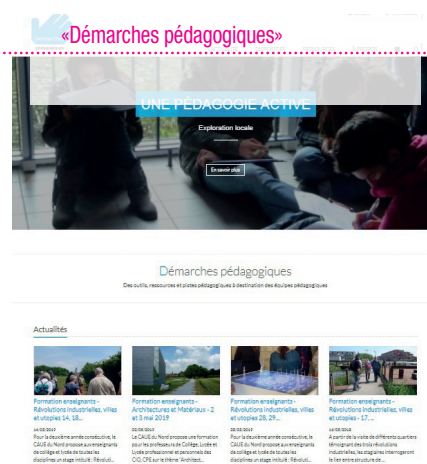 «Démarches pédagogiques»
UNE PÉDAGOGIE ACTIVE
Exploration locale
En savoir plus
Démarches pédagogiques
Des outils, ressources et pistes pédagogiques à destination des équipes pédagogiques
Actualités
Formation enseignants -
Révolutions industrielles, villes
et utopies 14, 18...
14/03/2019
Pour la deuxième année consécutive, le
CAUE du Nord propose aux enseignants
de collège et lycée de toutes les
disciplines un stage intitulé : Révoluti...
Formation enseignants -
Architectures et Matériaux - 2
et 3 mai 2019
Le CAUE du Nord propose une formation
pour les professeurs de Collège, Lycée et
Lycée professionnel et personnels des
CIO, CPE sur le thème "Architect...
Formation enseignants -
Révolutions industrielles, villes
et utopies 28, 29...
Pour la deuxième année consécutive, le
CAUE du Nord propose aux enseignants
de collège et lycée de toutes les
disciplines un stage intitulé : Révoluti...
Formation enseignants -
Révolutions industrielles, villes
et utopies - 17, ...
A partir de la visite de différents quartiers
témoignant des trois révolutions
industrielles, les stagiaires interrogeront
le lien entre structure de ...